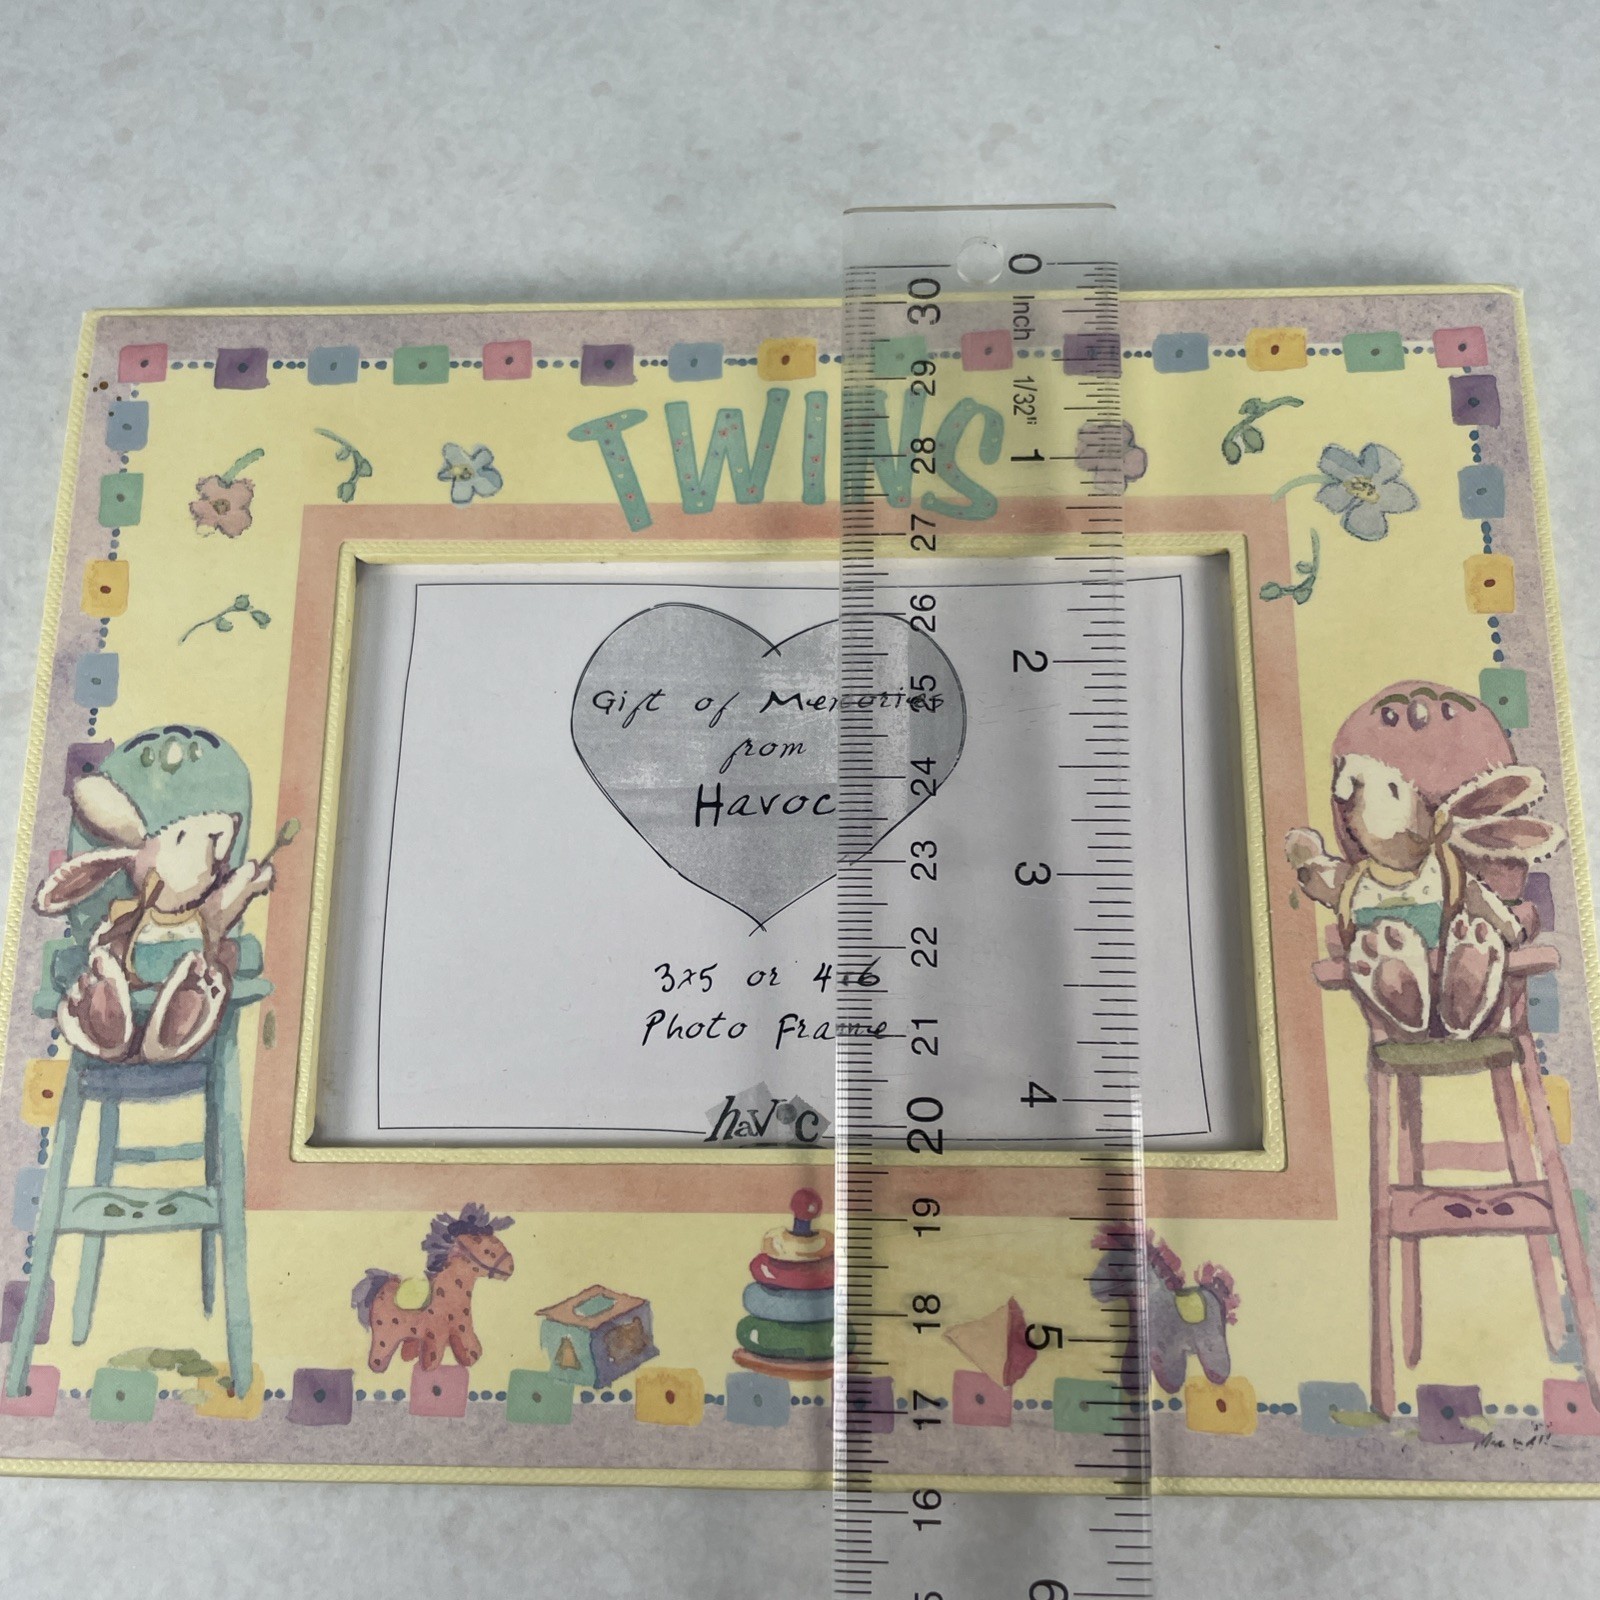 TWINS
Gift of Memories
from
Havoc
3x5 or 4x6
Photo Frame
havoc
0 Inch 1/32" 1 2 3 4 5 6
30 29 28 27 26 25 24 23 22 21 20 19 18 17 16